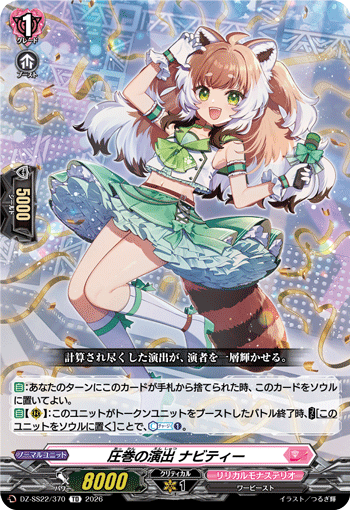 1
グレード
ブースト
5000
シールド
計算され尽くした演出が、演者を一層輝かせる。
自:あなたのターンにこのカードが手札から捨てられた時、このカードをソウルに置いてよい。
自【R】:このユニットがトークンユニットをブーストしたバトル終了時、[このユニットをソウルに置く]ことで、CC1。
ノーマルユニット
圧巻の演出 ナビティー
リリカルモナステリオ
ワービースト
パワー
8000
クリティカル
1
DZ-SS22/370 TD 2026
イラスト/つるぎ輝